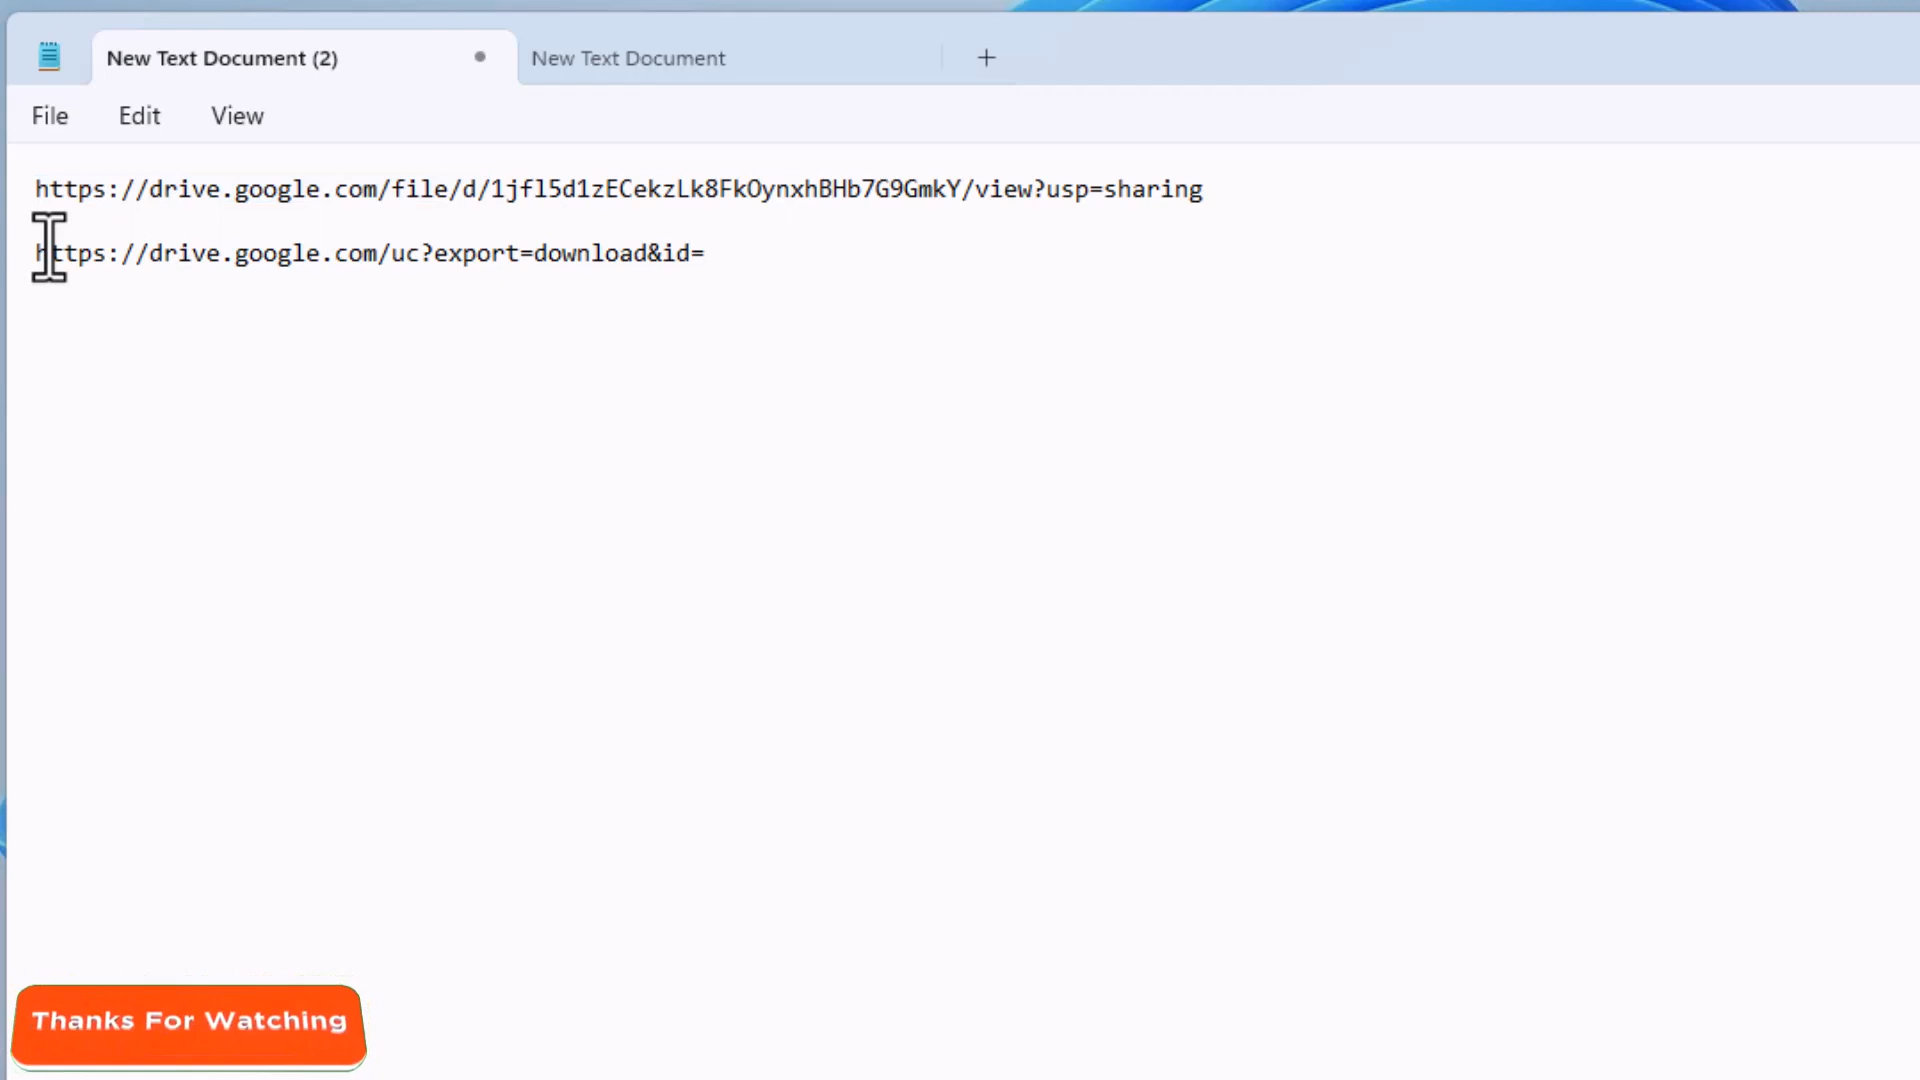 New Text Document (2)
New Text Document
File Edit View
https://drive.google.com/file/d/1jfl5d1zECekzLk8FkOynxhBHb7G9GmkY/view?usp=sharing
https://drive.google.com/uc?export=download&id=
Thanks For Watching